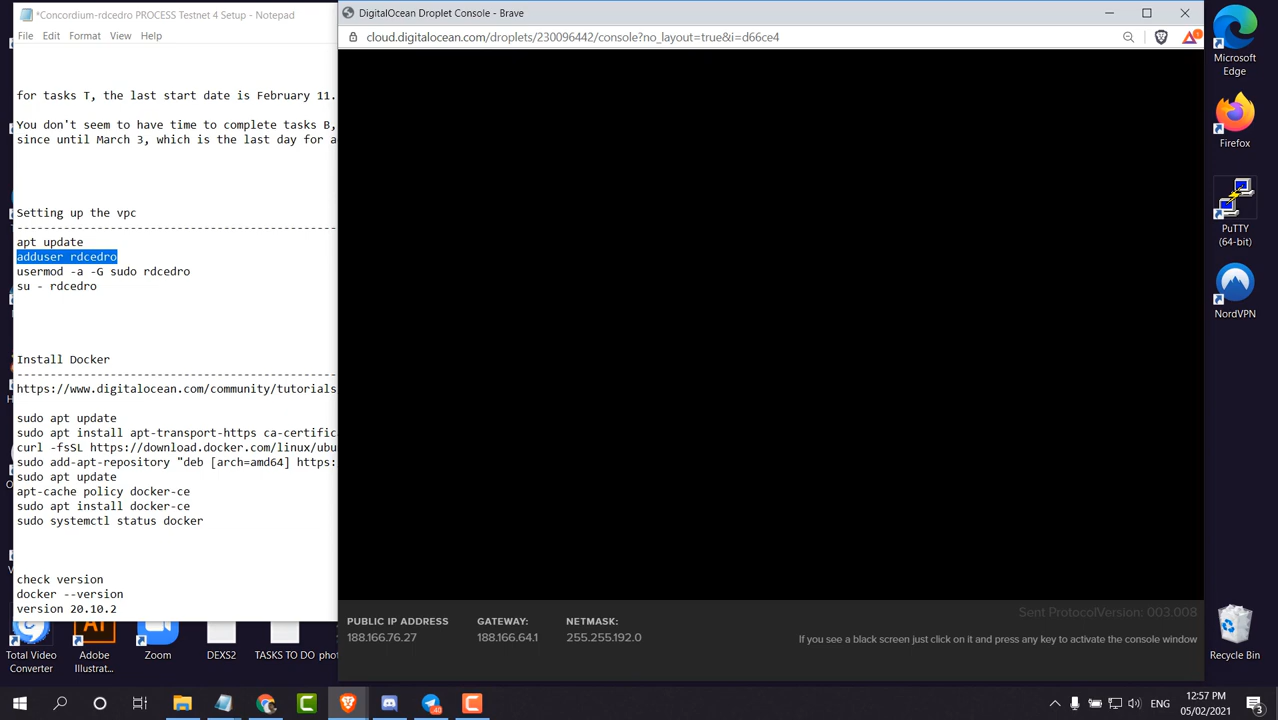 *Concordium-rdcedro PROCESS Testnet 4 Setup - Notepad
File Edit Format View Help
for tasks T, the last start date is February 11.
You don't seem to have time to complete tasks B,
since until March 3, which is the last day for a
Setting up the vpc
------------------------------------------------
apt update
adduser rdcedro
usermod -a -G sudo rdcedro
su - rdcedro
Install Docker
------------------------------------------------
https://www.digitalocean.com/community/tutorials
sudo apt update
sudo apt install apt-transport-https ca-certific
curl -fsSL https://download.docker.com/linux/ubu
sudo add-apt-repository "deb [arch=amd64] https:
sudo apt update
apt-cache policy docker-ce
sudo apt install docker-ce
sudo systemctl status docker
check version
docker --version
version 20.10.2
DigitalOcean Droplet Console - Brave
cloud.digitalocean.com/droplets/230096442/console?no_layout=true&i=d66ce4
Sent ProtocolVersion: 003.008
PUBLIC IP ADDRESS GATEWAY: NETMASK:
188.166.76.27 188.166.64.1 255.255.192.0
If you see a black screen just click on it and press any key to activate the console window
Microsoft
Edge
Firefox
PuTTY
(64-bit)
NordVPN
Recycle Bin
Total Video
Converter
Adobe
Illustrat...
Zoom
DEXS2
TASKS TO DO
phot
40
ENG
12:57 PM
05/02/2021
3